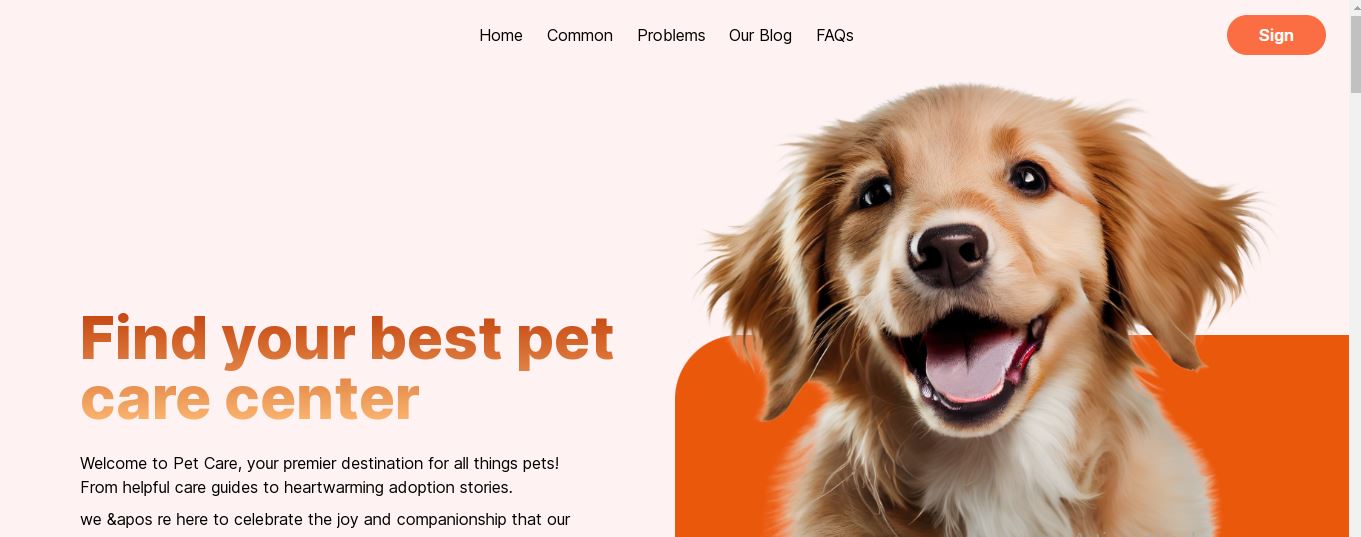 Home Common Problems Our Blog FAQs
Sign
Find your best pet
care center
Welcome to Pet Care, your premier destination for all things pets!
From helpful care guides to heartwarming adoption stories.
we &apos re here to celebrate the joy and companionship that our